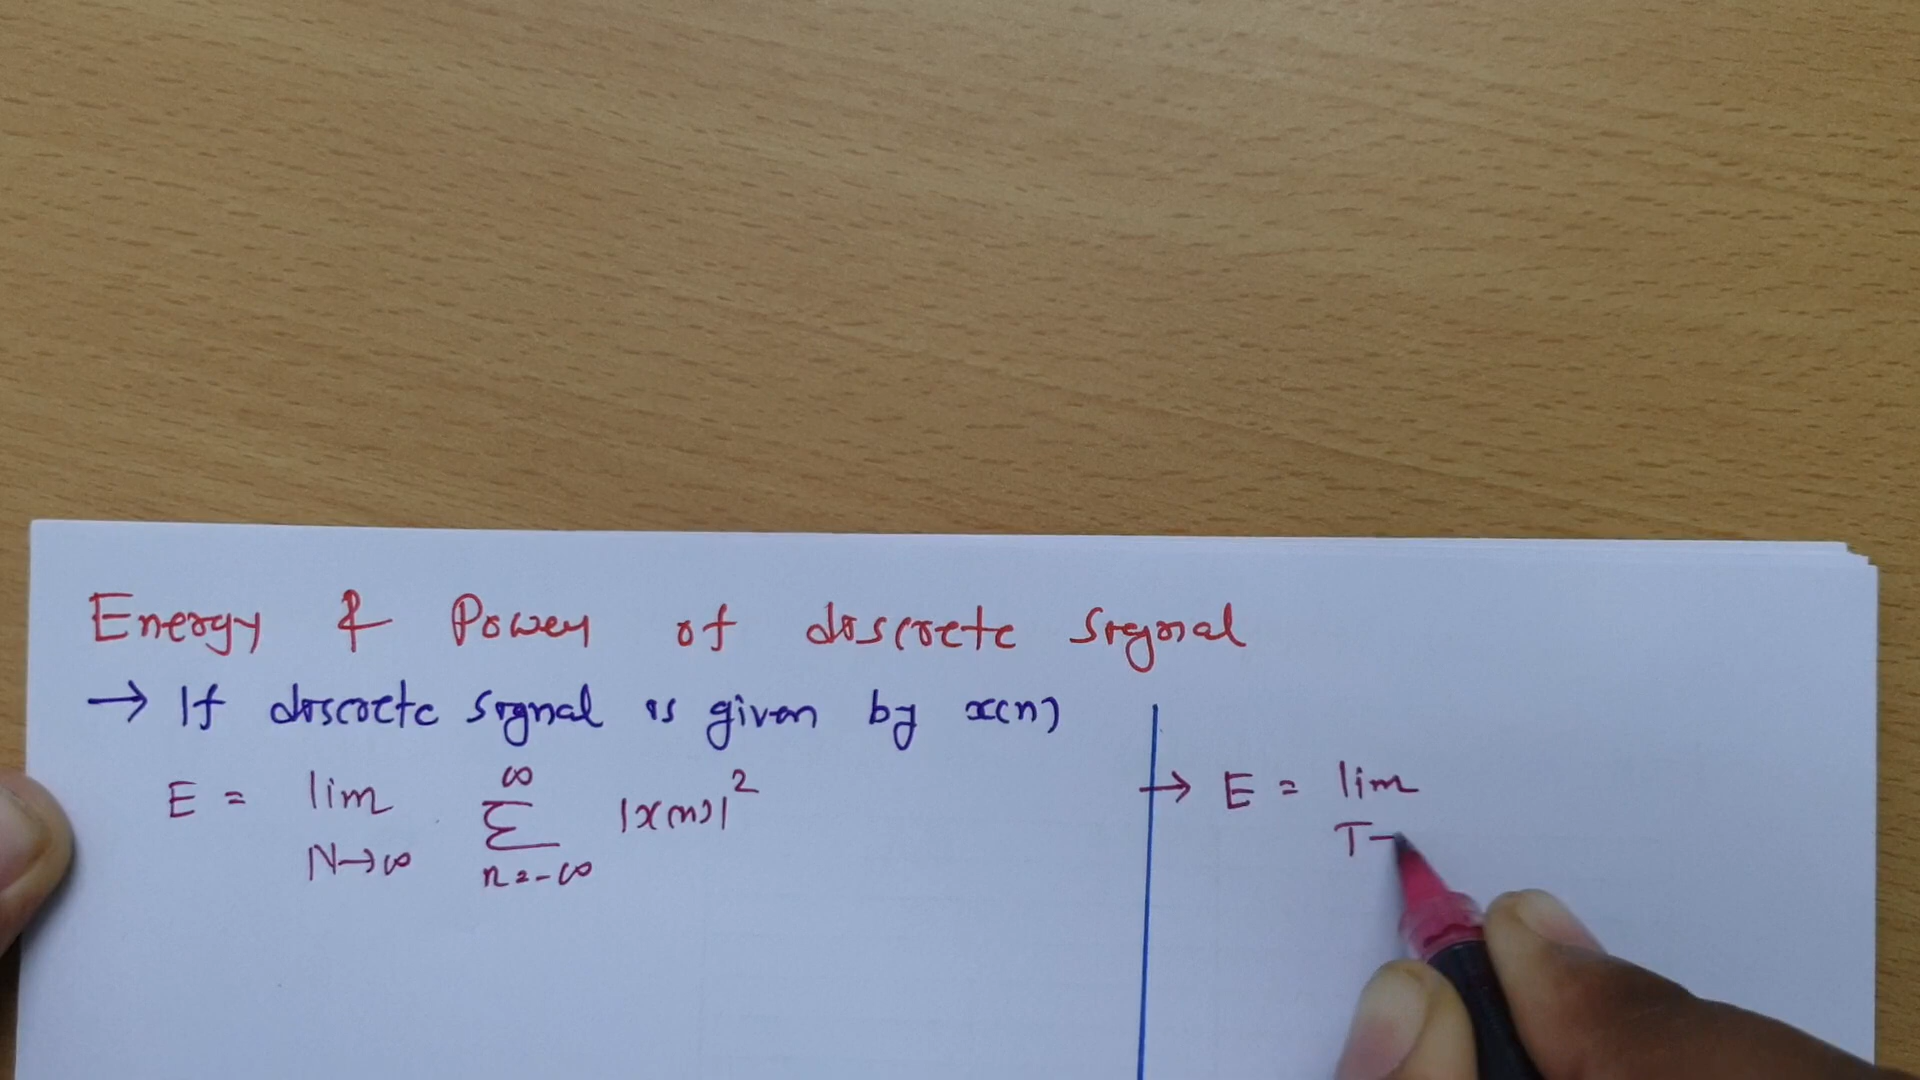 Energy & Power of discrete signal
→ If discrete signal is given by x(n)
E = lim N→∞ ∞ Σ n=-∞ |x(n)|²
→ E = lim T-